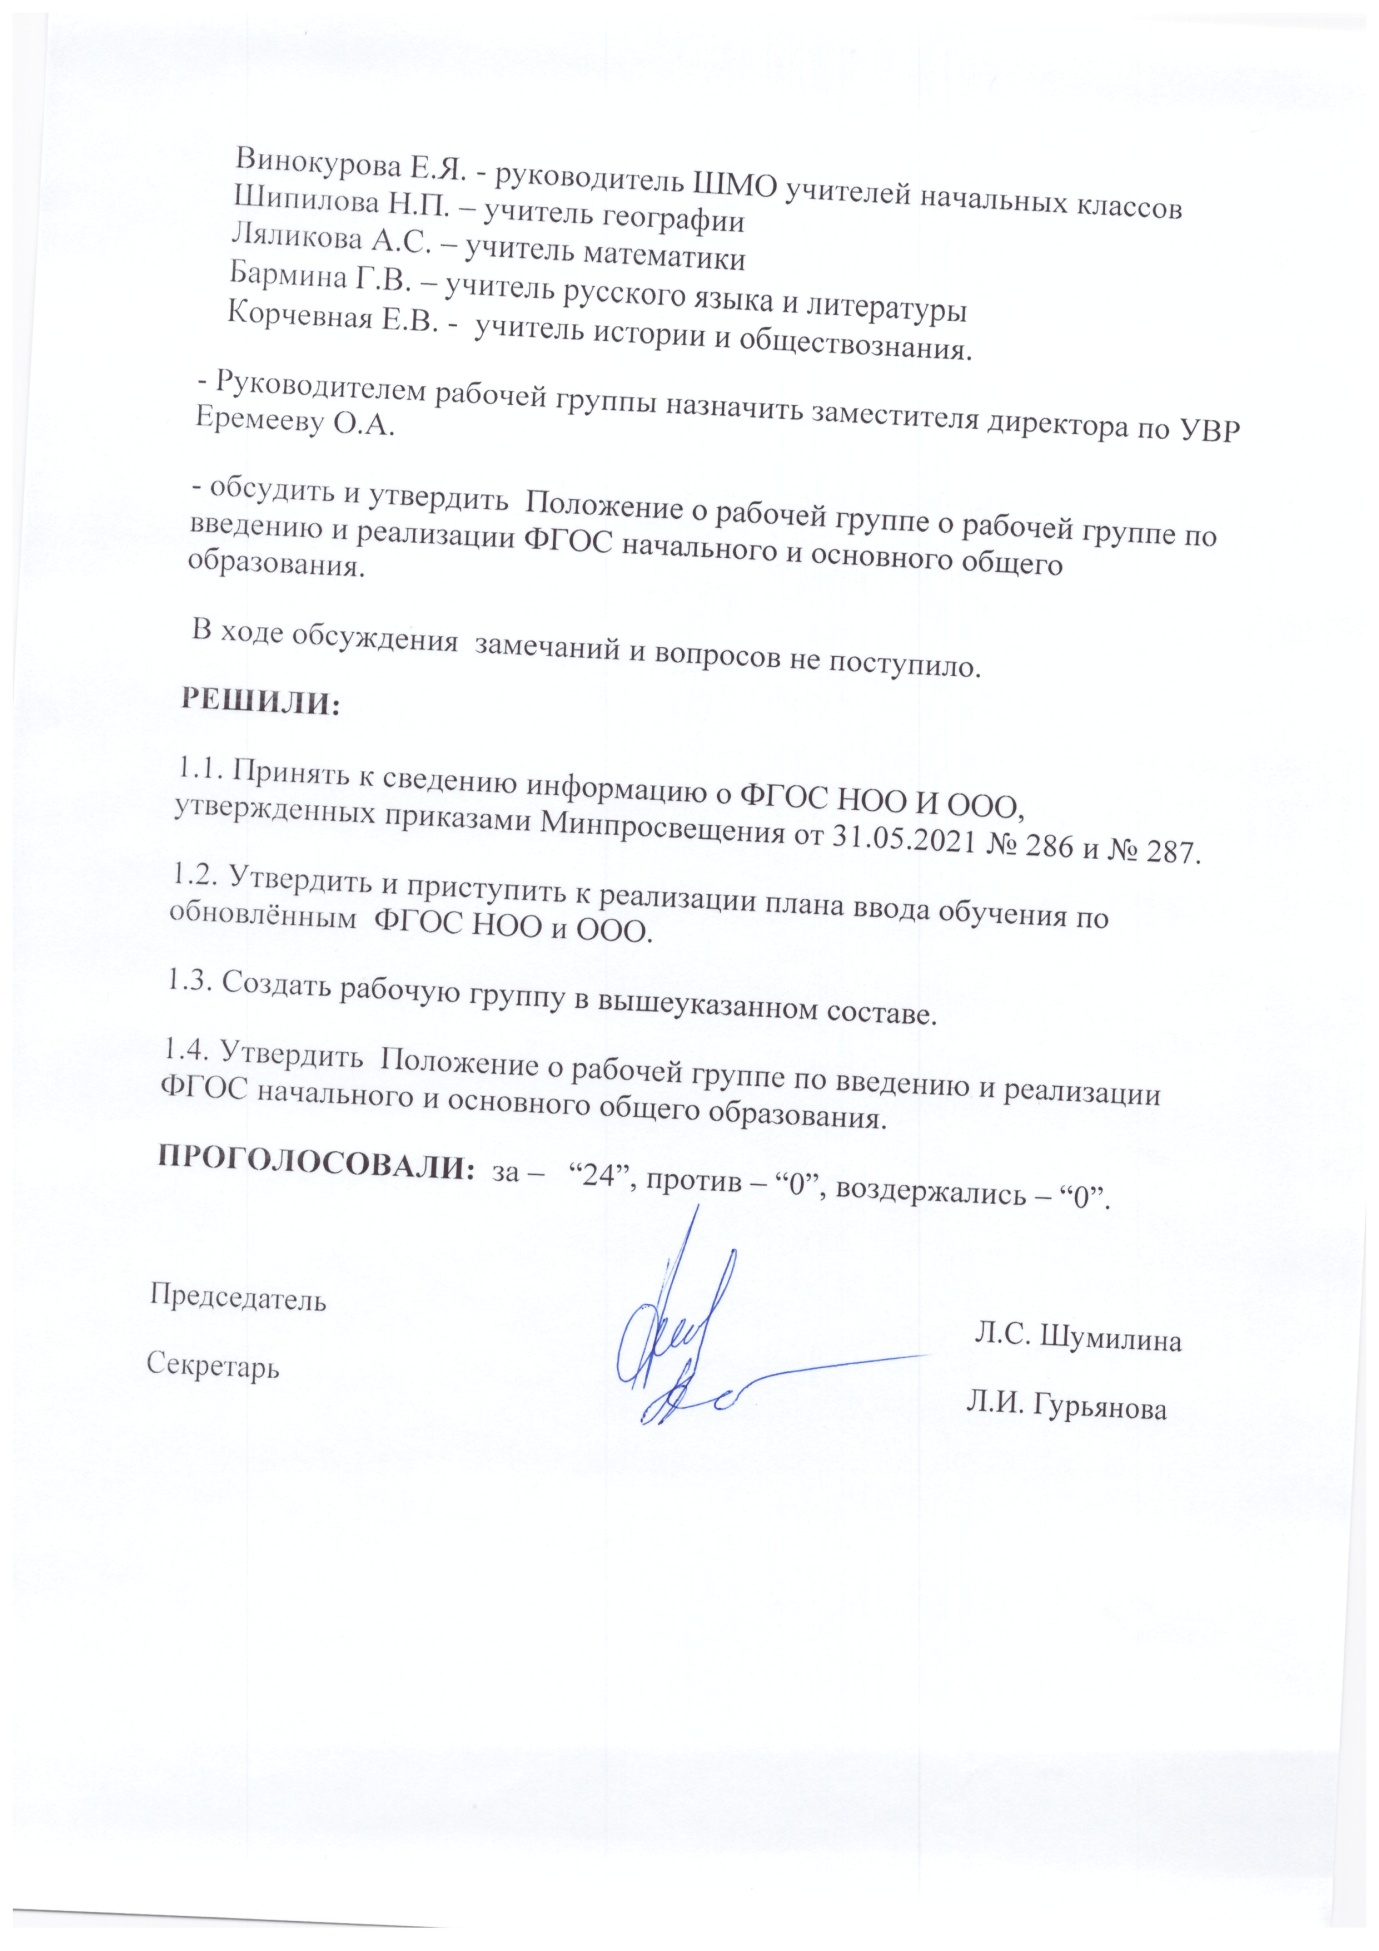 Винокурова Е.Я. - руководитель ШМО учителей начальных классов
Шипилова Н.П. – учитель географии
Ляликова А.С. – учитель математики
Бармина Г.В. – учитель русского языка и литературы
Корчевная Е.В. -  учитель истории и обществознания.
- Руководителем рабочей группы назначить заместителя директора по УВР
Еремееву О.А.
- обсудить и утвердить  Положение о рабочей группе о рабочей группе по
введению и реализации ФГОС начального и основного общего
образования.
В ходе обсуждения  замечаний и вопросов не поступило.
РЕШИЛИ:
1.1. Принять к сведению информацию о ФГОС НОО И ООО,
утвержденных приказами Минпросвещения от 31.05.2021 № 286 и № 287.
1.2. Утвердить и приступить к реализации плана ввода обучения по
обновлённым  ФГОС НОО и ООО.
1.3. Создать рабочую группу в вышеуказанном составе.
1.4. Утвердить  Положение о рабочей группе по введению и реализации
ФГОС начального и основного общего образования.
ПРОГОЛОСОВАЛИ:  за –   “24”, против – “0”, воздержались – “0”.
Председатель Л.С. Шумилина
Секретарь Л.И. Гурьянова